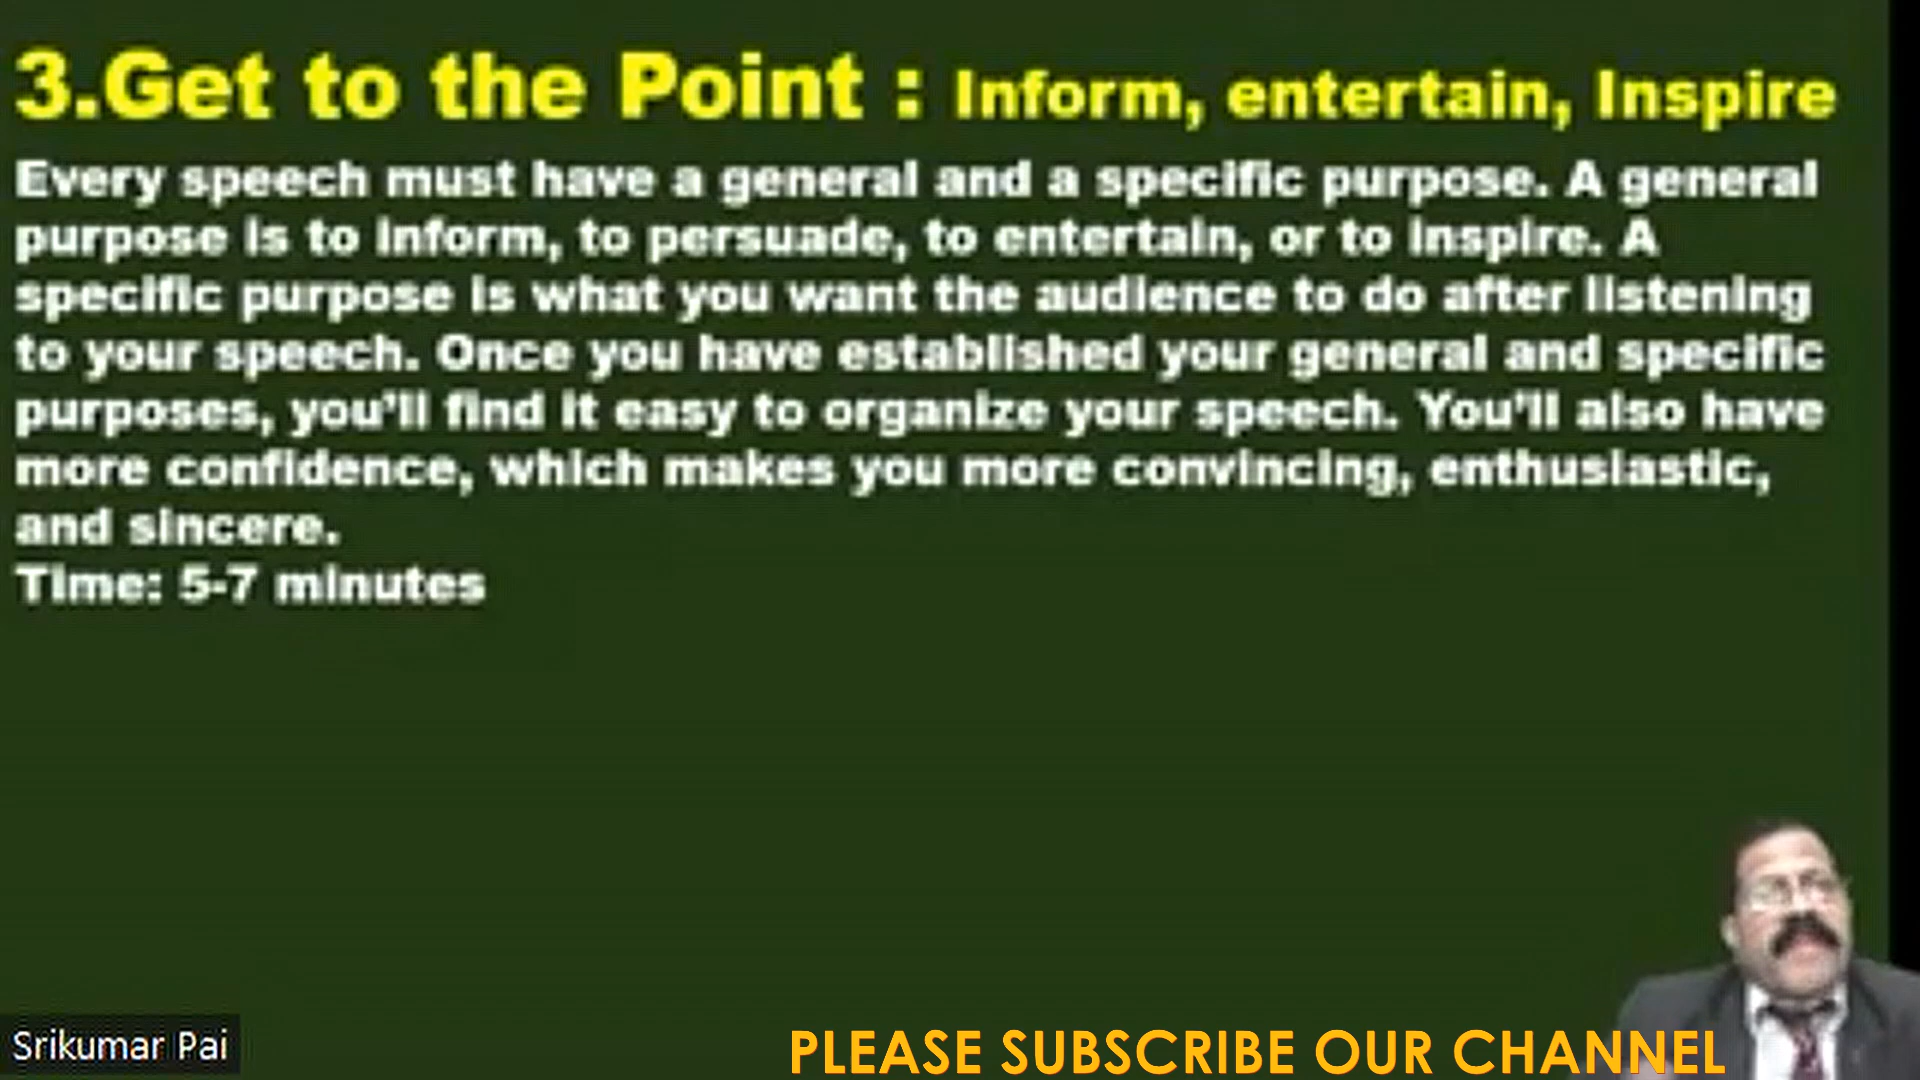 3.Get to the Point : Inform, entertain, Inspire
Every speech must have a general and a specific purpose. A general
purpose is to inform, to persuade, to entertain, or to inspire. A
specific purpose is what you want the audience to do after listening
to your speech. Once you have established your general and specific
purposes, you’ll find it easy to organize your speech. You’ll also have
more confidence, which makes you more convincing, enthusiastic,
and sincere.
Time: 5-7 minutes
Srikumar Pai
PLEASE SUBSCRIBE OUR CHANNEL